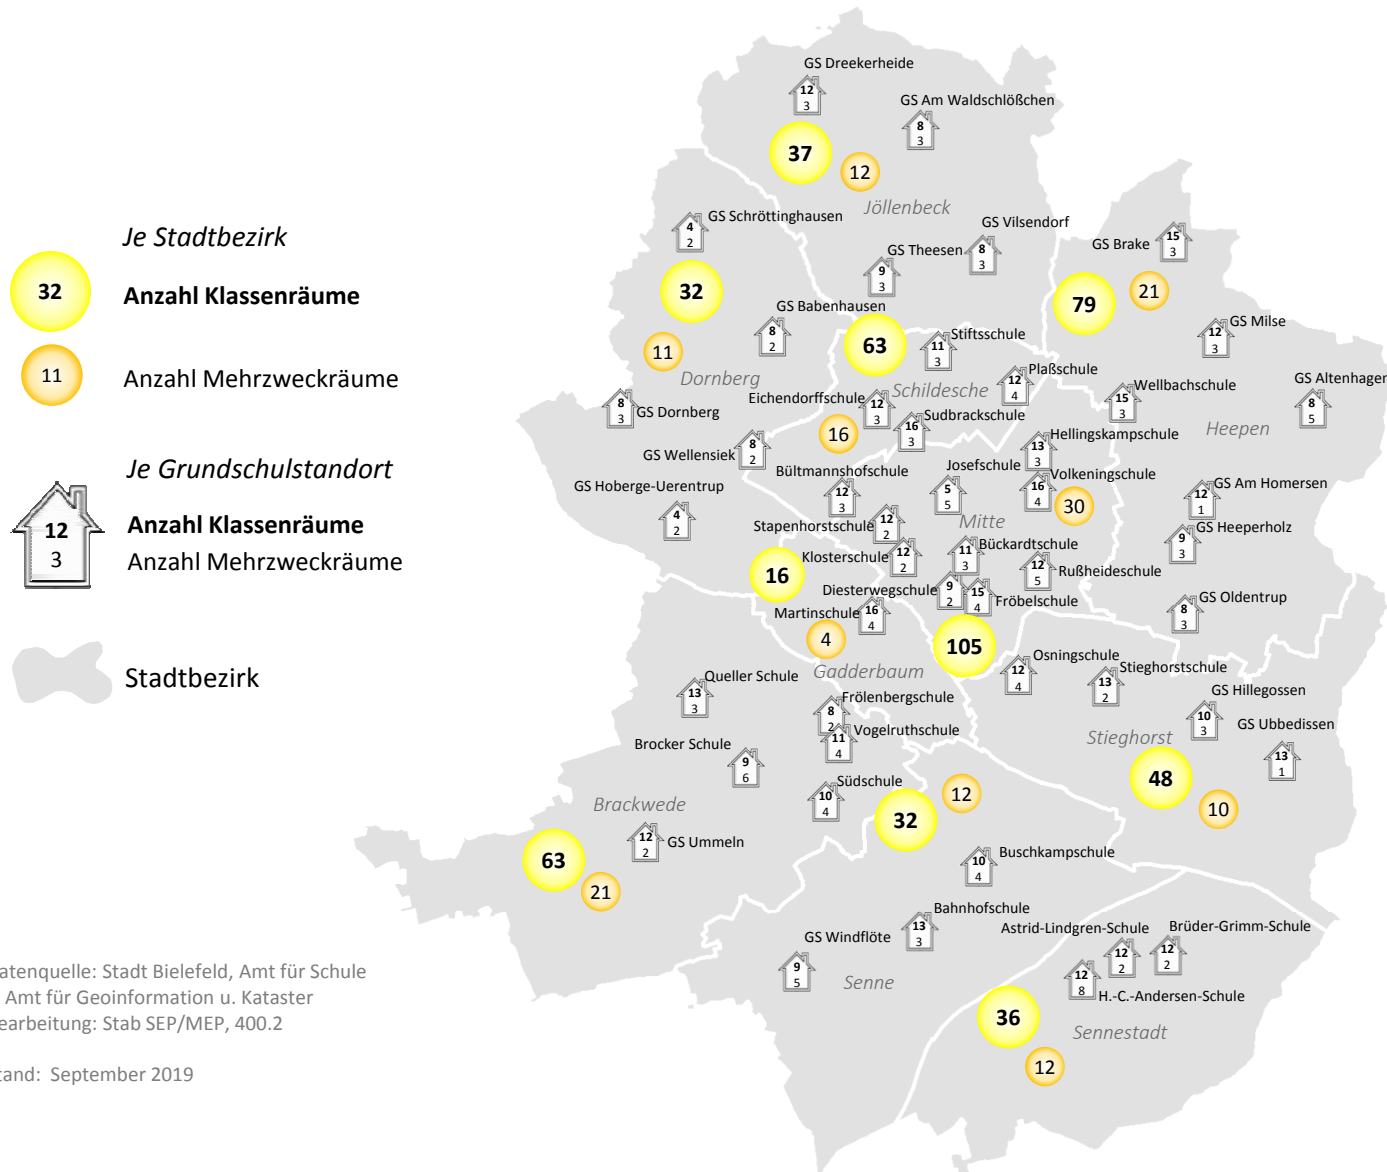 Je Stadtbezirk
32
Anzahl Klassenräume
11
Anzahl Mehrzweckräume
Je Grundschulstandort
12
3
Anzahl Klassenräume
Anzahl Mehrzweckräume
Stadtbezirk
atenquelle: Stadt Bielefeld, Amt für Schule
Amt für Geoinformation u. Kataster
earbeitung: Stab SEP/MEP, 400.2
tand: September 2019
GS Dreekerheide
12
3
GS Am Waldschlößchen
8
3
37
12
Jöllenbeck
GS Schröttinghausen
4
2
GS Vilsendorf
8
3
GS Theesen
9
3
GS Brake
15
3
32
79
21
GS Babenhausen
8
2
11
Dornberg
63
Stiftsschule
11
3
Schildesche
GS Milse
12
3
Plaßschule
12
4
Wellbachschule
15
3
GS Altenhagen
8
5
Heepen
GS Dornberg
8
3
Eichendorffschule
12
3
16
Sudbrackschule
16
3
Hellingskampschule
13
3
GS Wellensiek
8
2
Bültmannshofschule
12
3
Josefschule
5
5
Volkeningschule
16
4
30
Mitte
GS Hoberge-Uerentrup
4
2
GS Am Homersen
12
1
GS Heeperholz
9
3
Stapenhorstschule
12
2
Klosterschule
12
2
Bückardtschule
11
3
Rußheideschule
12
5
16
Diesterwegschule
9
2
Fröbelschule
15
4
GS Oldentrup
8
3
Martinschule
16
4
4
Gadderbaum
105
Osningschule
12
4
Stieghorstschule
13
2
Queller Schule
13
3
Frölenbergschule
8
2
GS Hillegossen
10
3
GS Ubbedissen
13
1
Vogelruthschule
11
4
Stieghorst
48
10
Brocker Schule
9
6
Südschule
10
4
12
32
Brackwede
GS Ummeln
12
2
63
21
Buschkampschule
10
4
Bahnhofschule
13
3
GS Windflöte
9
5
Senne
Astrid-Lindgren-Schule
12
2
Brüder-Grimm-Schule
12
2
12
8
H.-C.-Andersen-Schule
36
Sennestadt
12